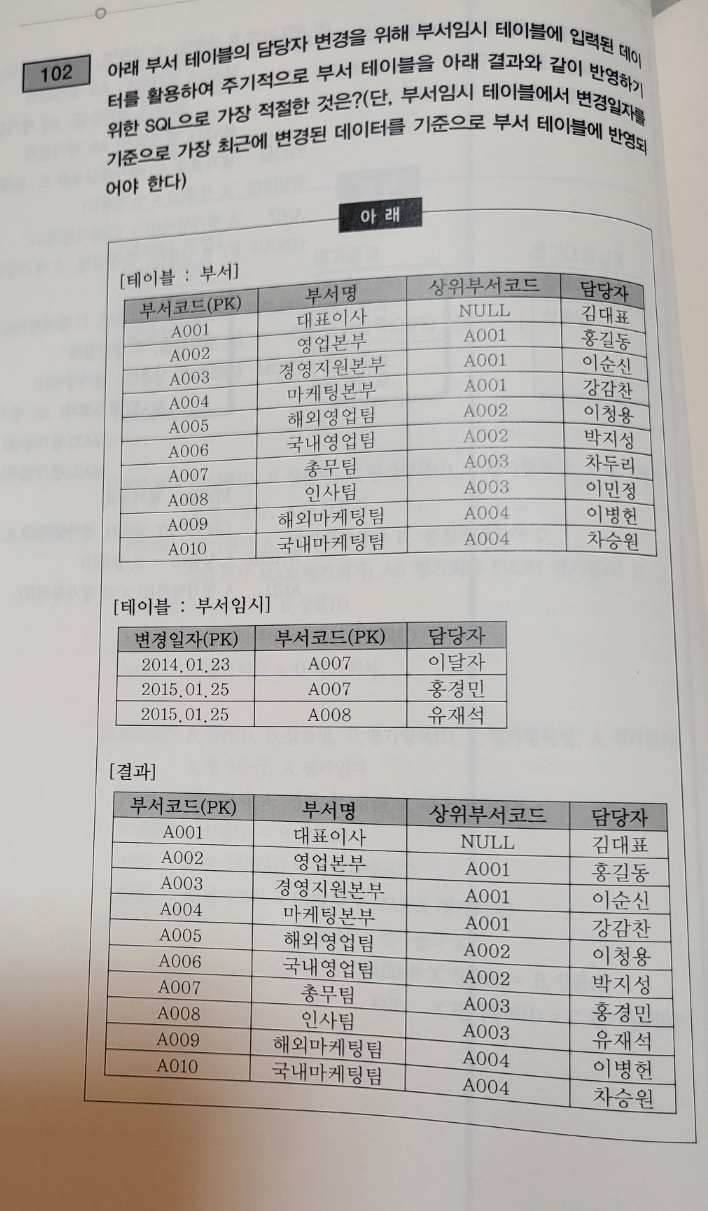 102
아래 부서 테이블의 담당자 변경을 위해 부서임시 테이블에 입력된 데이
터를 활용하여 주기적으로 부서 테이블을 아래 결과와 같이 반영하기
위한 SQL으로 가장 적절한 것은?(단, 부서임시 테이블에서 변경일자를
기준으로 가장 최근에 변경된 데이터를 기준으로 부서 테이블에 반영되
어야 한다)
아 래
[테이블 : 부서]
부서코드(PK) 부서명 상위부서코드 담당자
A001 대표이사 NULL 김대표
A002 영업본부 A001 홍길동
A003 경영지원본부 A001 이순신
A004 마케팅본부 A001 강감찬
A005 해외영업팀 A002 이청용
A006 국내영업팀 A002 박지성
A007 총무팀 A003 차두리
A008 인사팀 A003 이민정
A009 해외마케팅팀 A004 이병헌
A010 국내마케팅팀 A004 차승원
[테이블 : 부서임시]
변경일자(PK) 부서코드(PK) 담당자
2014.01.23 A007 이달자
2015.01.25 A007 홍경민
2015.01.25 A008 유재석
[결과]
부서코드(PK) 부서명 상위부서코드 담당자
A001 대표이사 NULL 김대표
A002 영업본부 A001 홍길동
A003 경영지원본부 A001 이순신
A004 마케팅본부 A001 강감찬
A005 해외영업팀 A002 이청용
A006 국내영업팀 A002 박지성
A007 총무팀 A003 홍경민
A008 인사팀 A003 유재석
A009 해외마케팅팀 A004 이병헌
A010 국내마케팅팀 A004 차승원